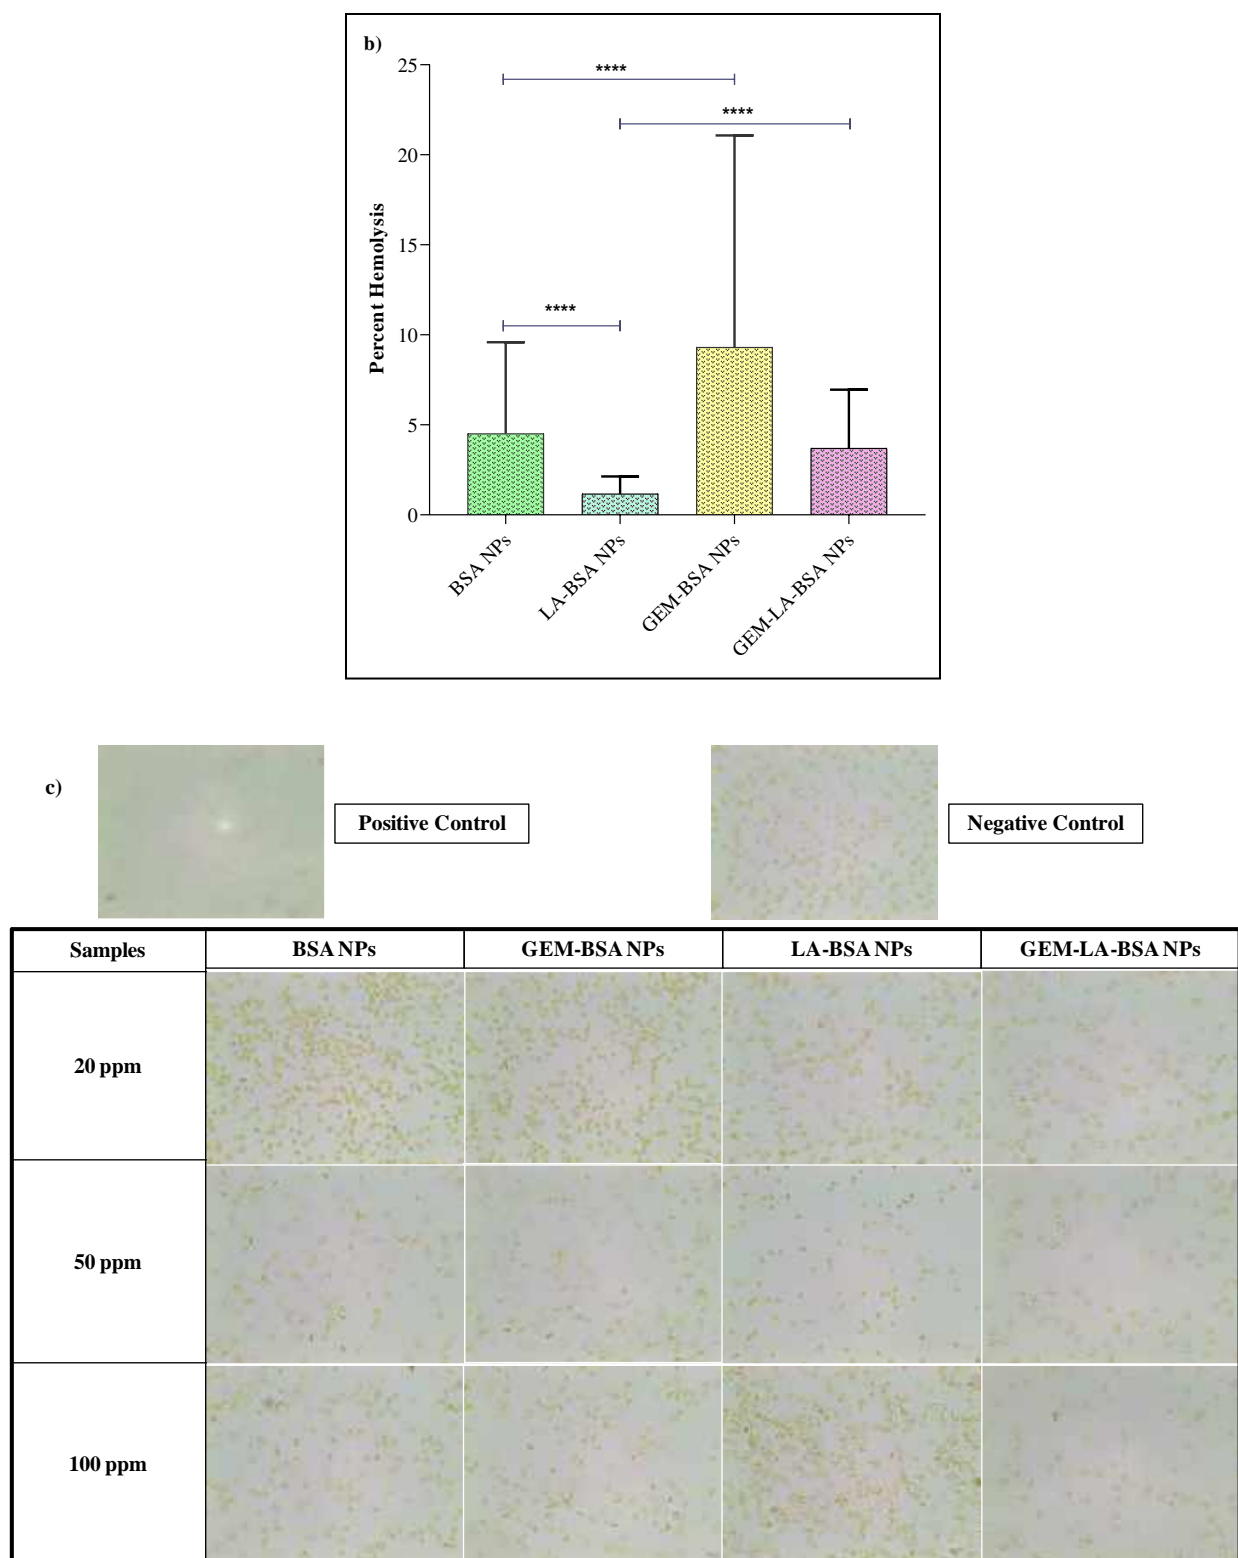 b)
25
****
****
20
15
Percent Hemolysis
****
10
5
0
BSA NPs
LA-BSA NPs
GEM-BSA NPs
GEM-LA-BSA NPs
c)
Positive Control
Negative Control
Samples BSA NPs GEM-BSA NPs LA-BSA NPs GEM-LA-BSA NPs
20 ppm
50 ppm
100 ppm